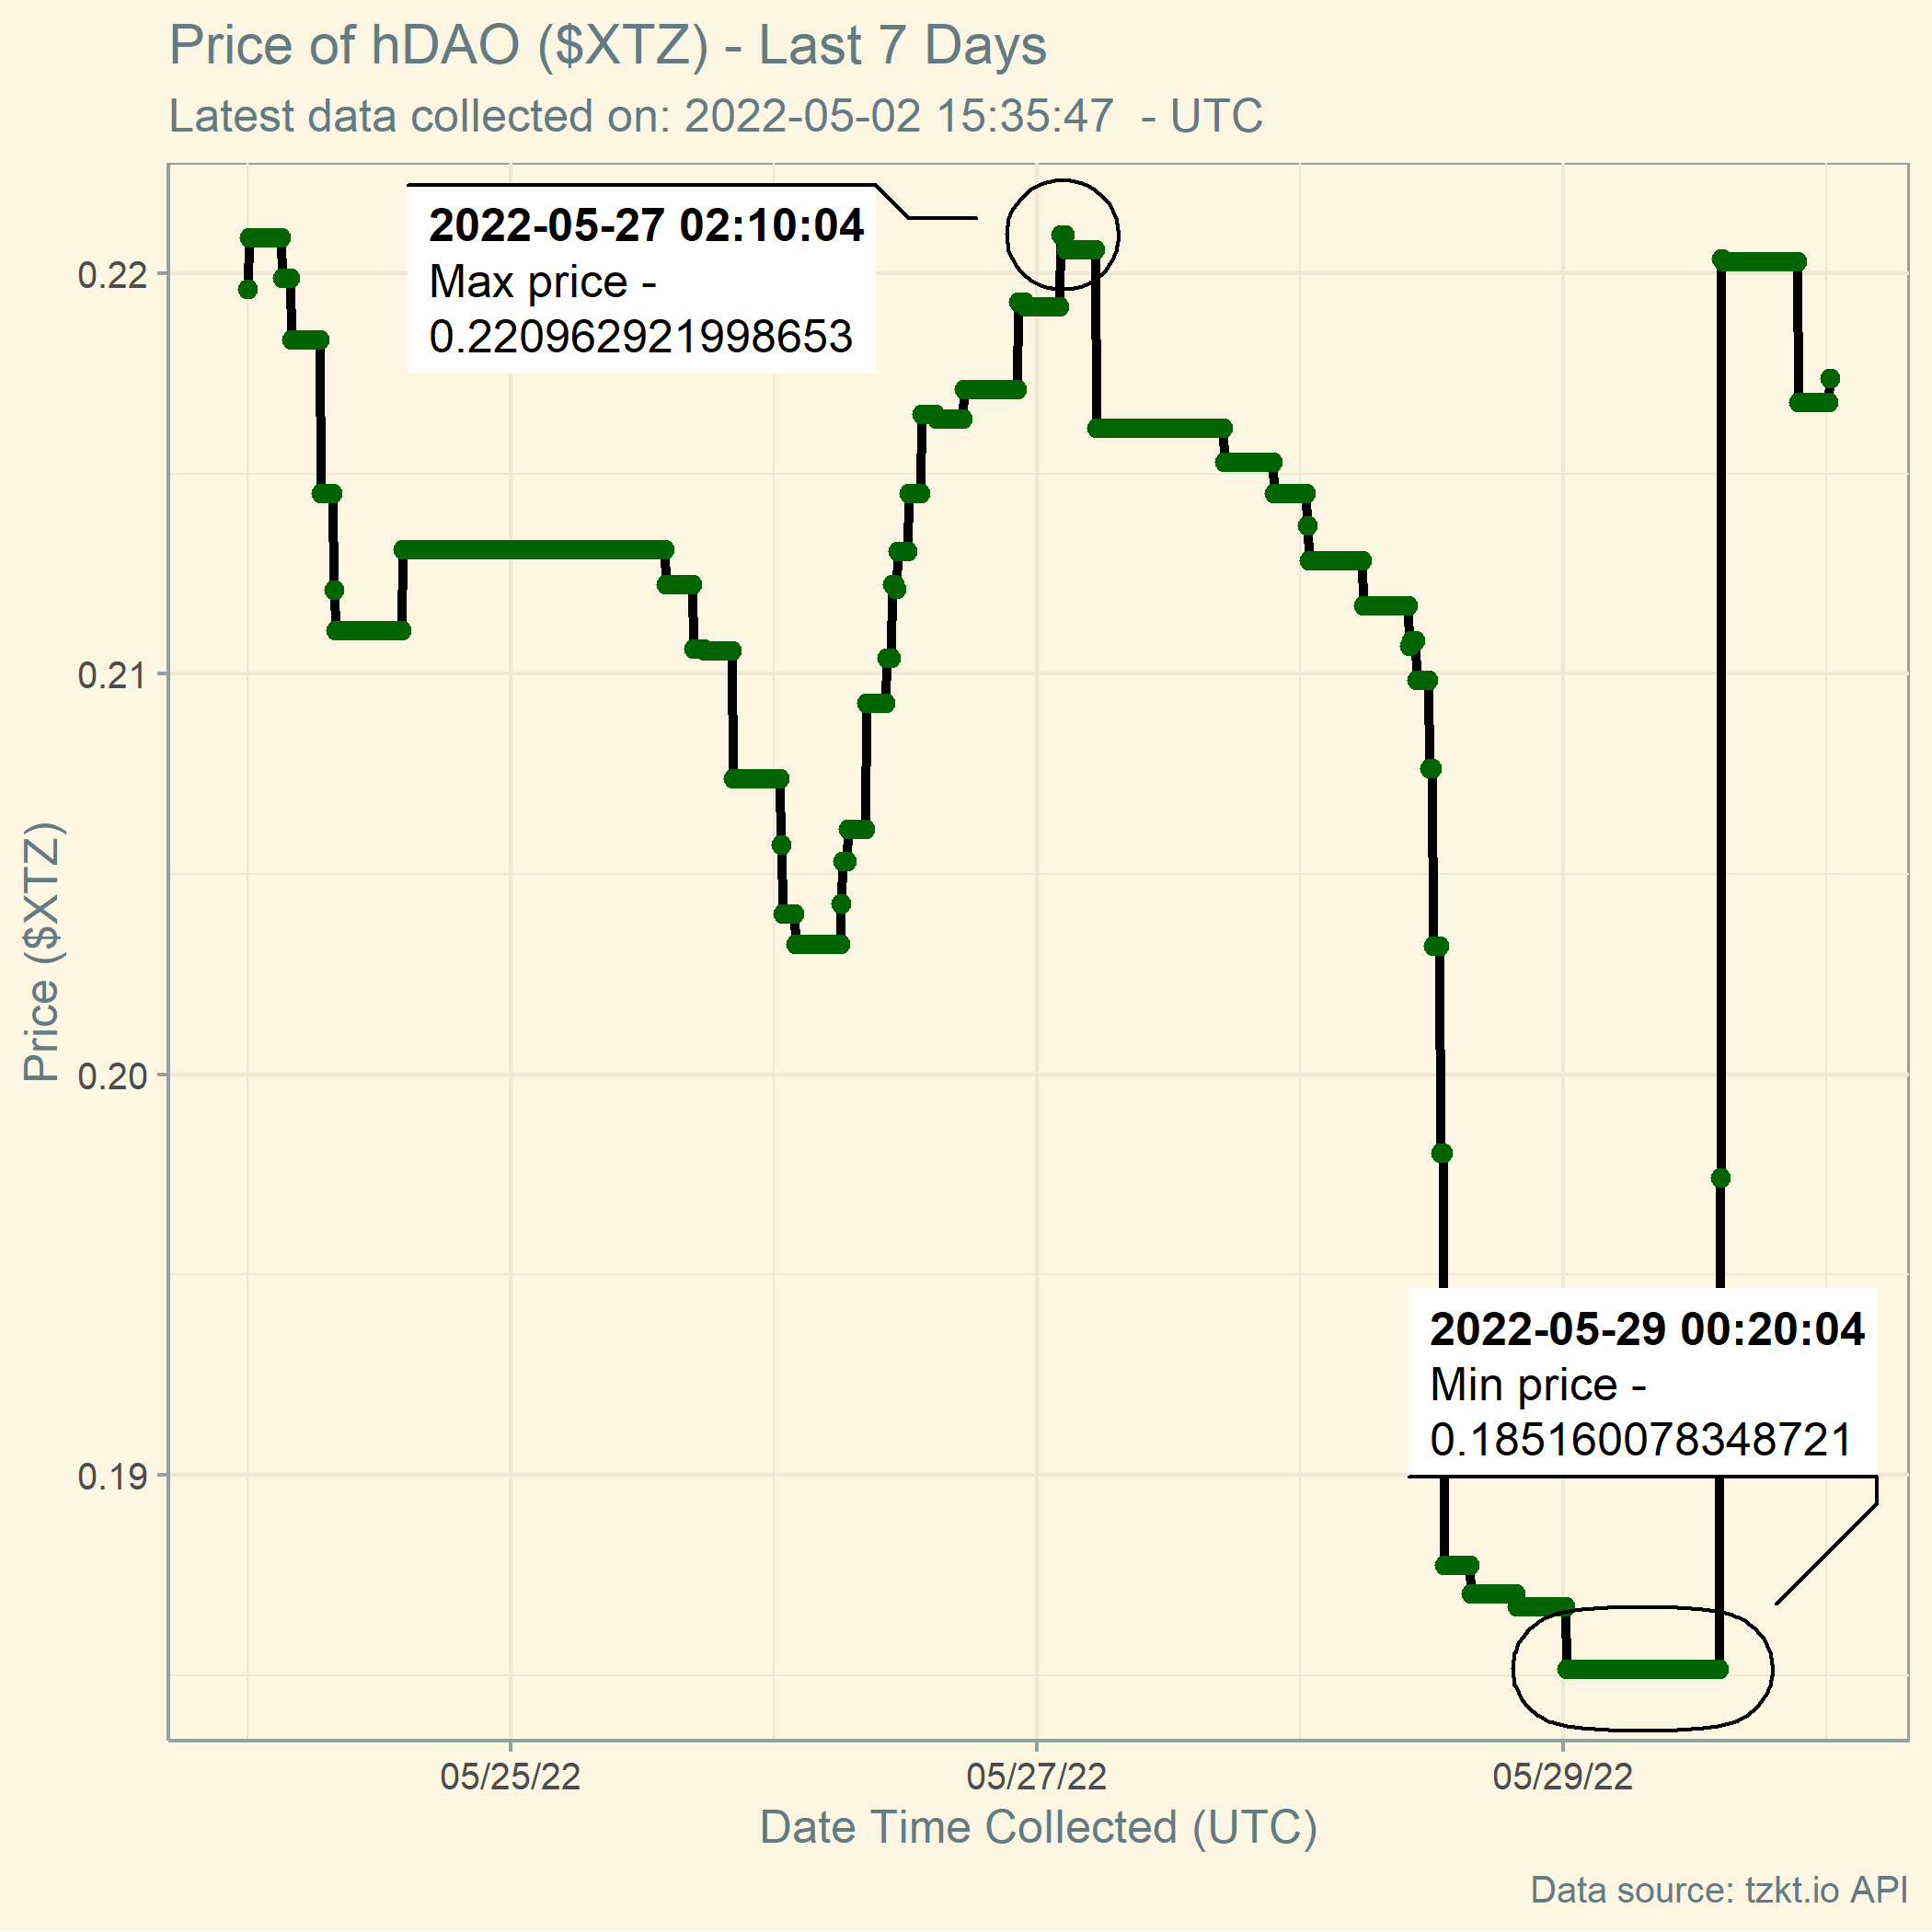 Price of hDAO ($XTZ) - Last 7 Days
Latest data collected on: 2022-05-02 15:35:47  - UTC
2022-05-27 02:10:04
Max price -
0.220962921998653
0.22
0.21
0.20
0.19
Price ($XTZ)
2022-05-29 00:20:04
Min price -
0.185160078348721
05/25/22
05/27/22
05/29/22
Date Time Collected (UTC)
Data source: tzkt.io API